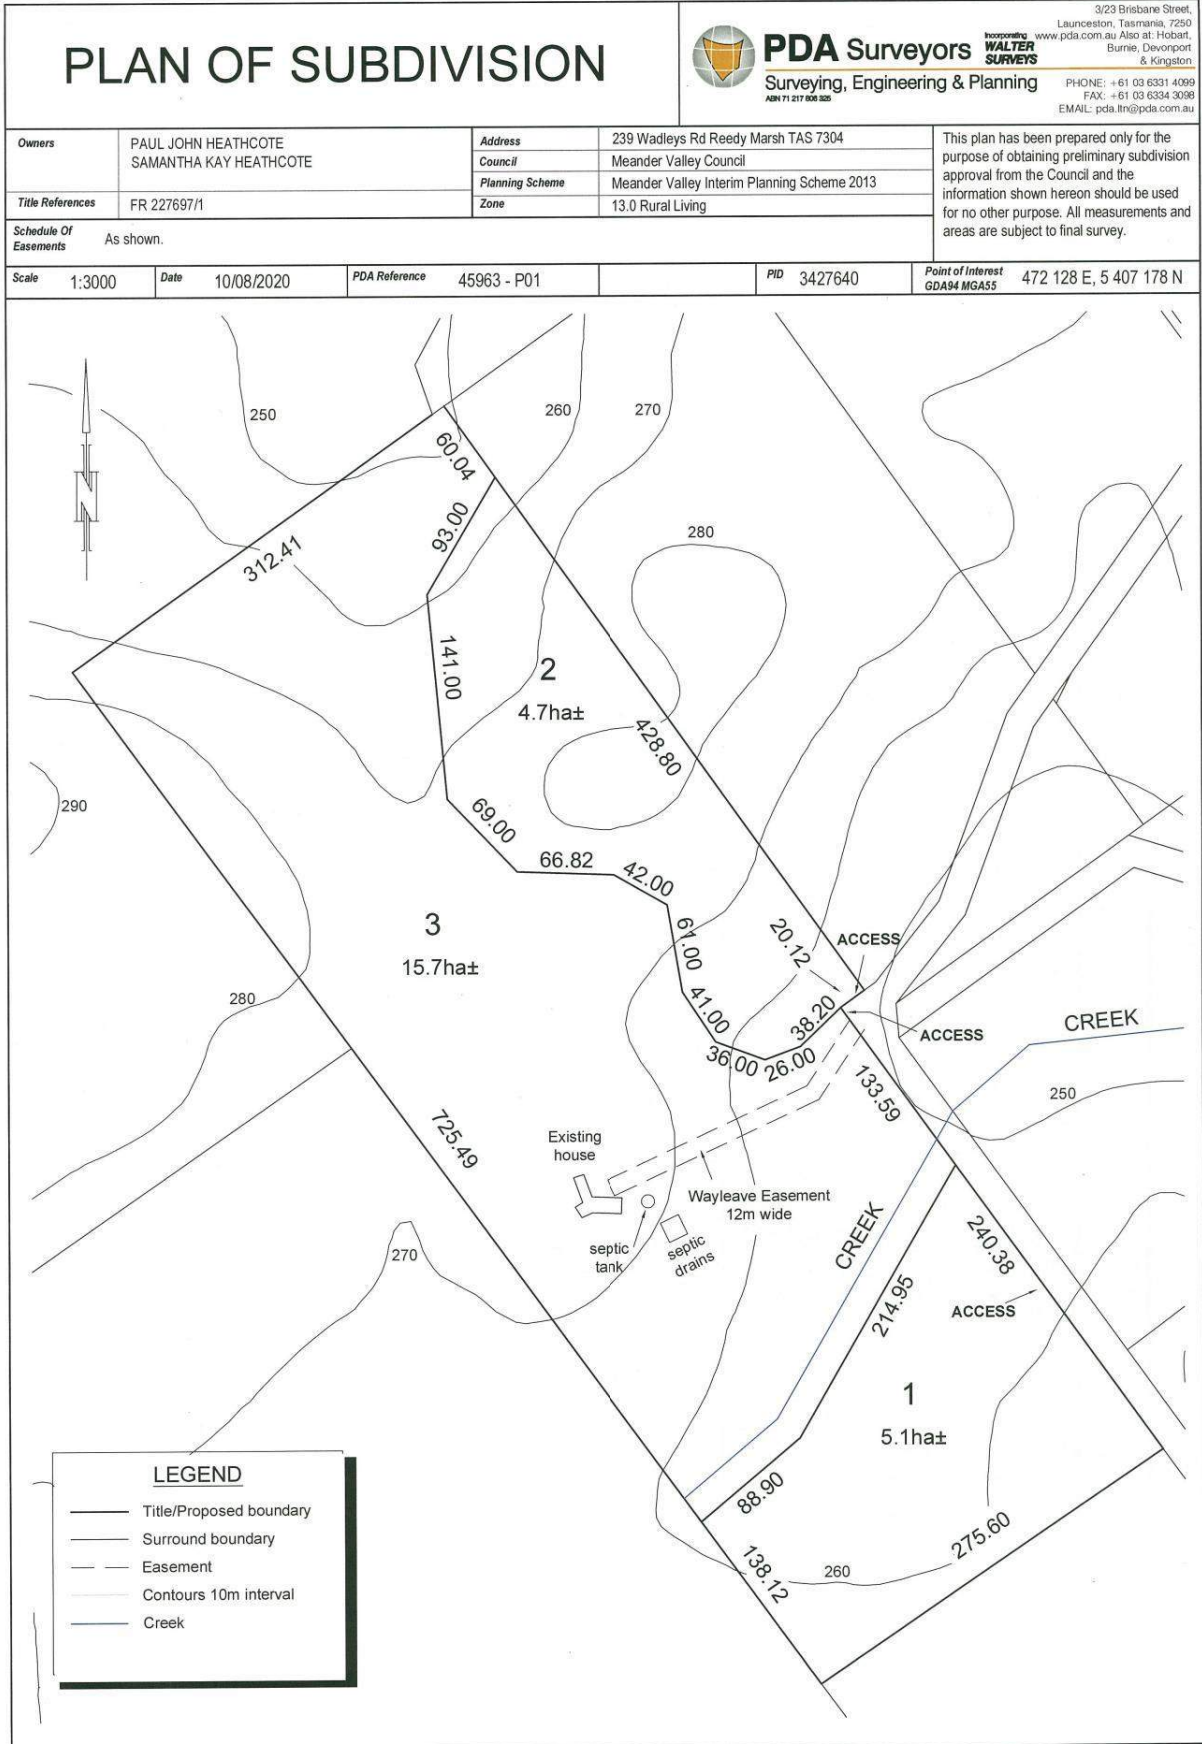 PLAN OF SUBDIVISION
PDA Surveyors
Incorporating
WALTER
SURVEYS
Surveying, Engineering & Planning
ABN 71 217 806 325
3/23 Brisbane Street,
Launceston, Tasmania, 7250
www.pda.com.au Also at: Hobart,
Burnie, Devonport
& Kingston
PHONE: +61 03 6331 4099
FAX: +61 03 6334 3098
EMAIL: pda.ltn@pda.com.au
Owners
PAUL JOHN HEATHCOTE
SAMANTHA KAY HEATHCOTE
Title References FR 227697/1
Address 239 Wadleys Rd Reedy Marsh TAS 7304
Council Meander Valley Council
Planning Scheme Meander Valley Interim Planning Scheme 2013
Zone 13.0 Rural Living
This plan has been prepared only for the
purpose of obtaining preliminary subdivision
approval from the Council and the
information shown hereon should be used
for no other purpose. All measurements and
areas are subject to final survey.
Schedule Of
Easements
As shown.
Scale 1:3000 Date 10/08/2020 PDA Reference 45963 - P01 PID 3427640
Point of Interest
GDA94 MGA55
472 128 E, 5 407 178 N
250
260
270
60.04
N
93.00
280
312.41
141.00
2
4.7ha±
428.80
290
69.00
66.82
42.00
3
15.7ha±
61.00
20.12
ACCESS
280
41.00
38.20
ACCESS
CREEK
36.00
26.00
133.59
250
725.49
Existing
house
Wayleave Easement
12m wide
CREEK
240.38
270
septic
tank
septic
drains
214.95
ACCESS
1
5.1ha±
88.90
275.60
138.12
260
LEGEND
Title/Proposed boundary
Surround boundary
Easement
Contours 10m interval
Creek